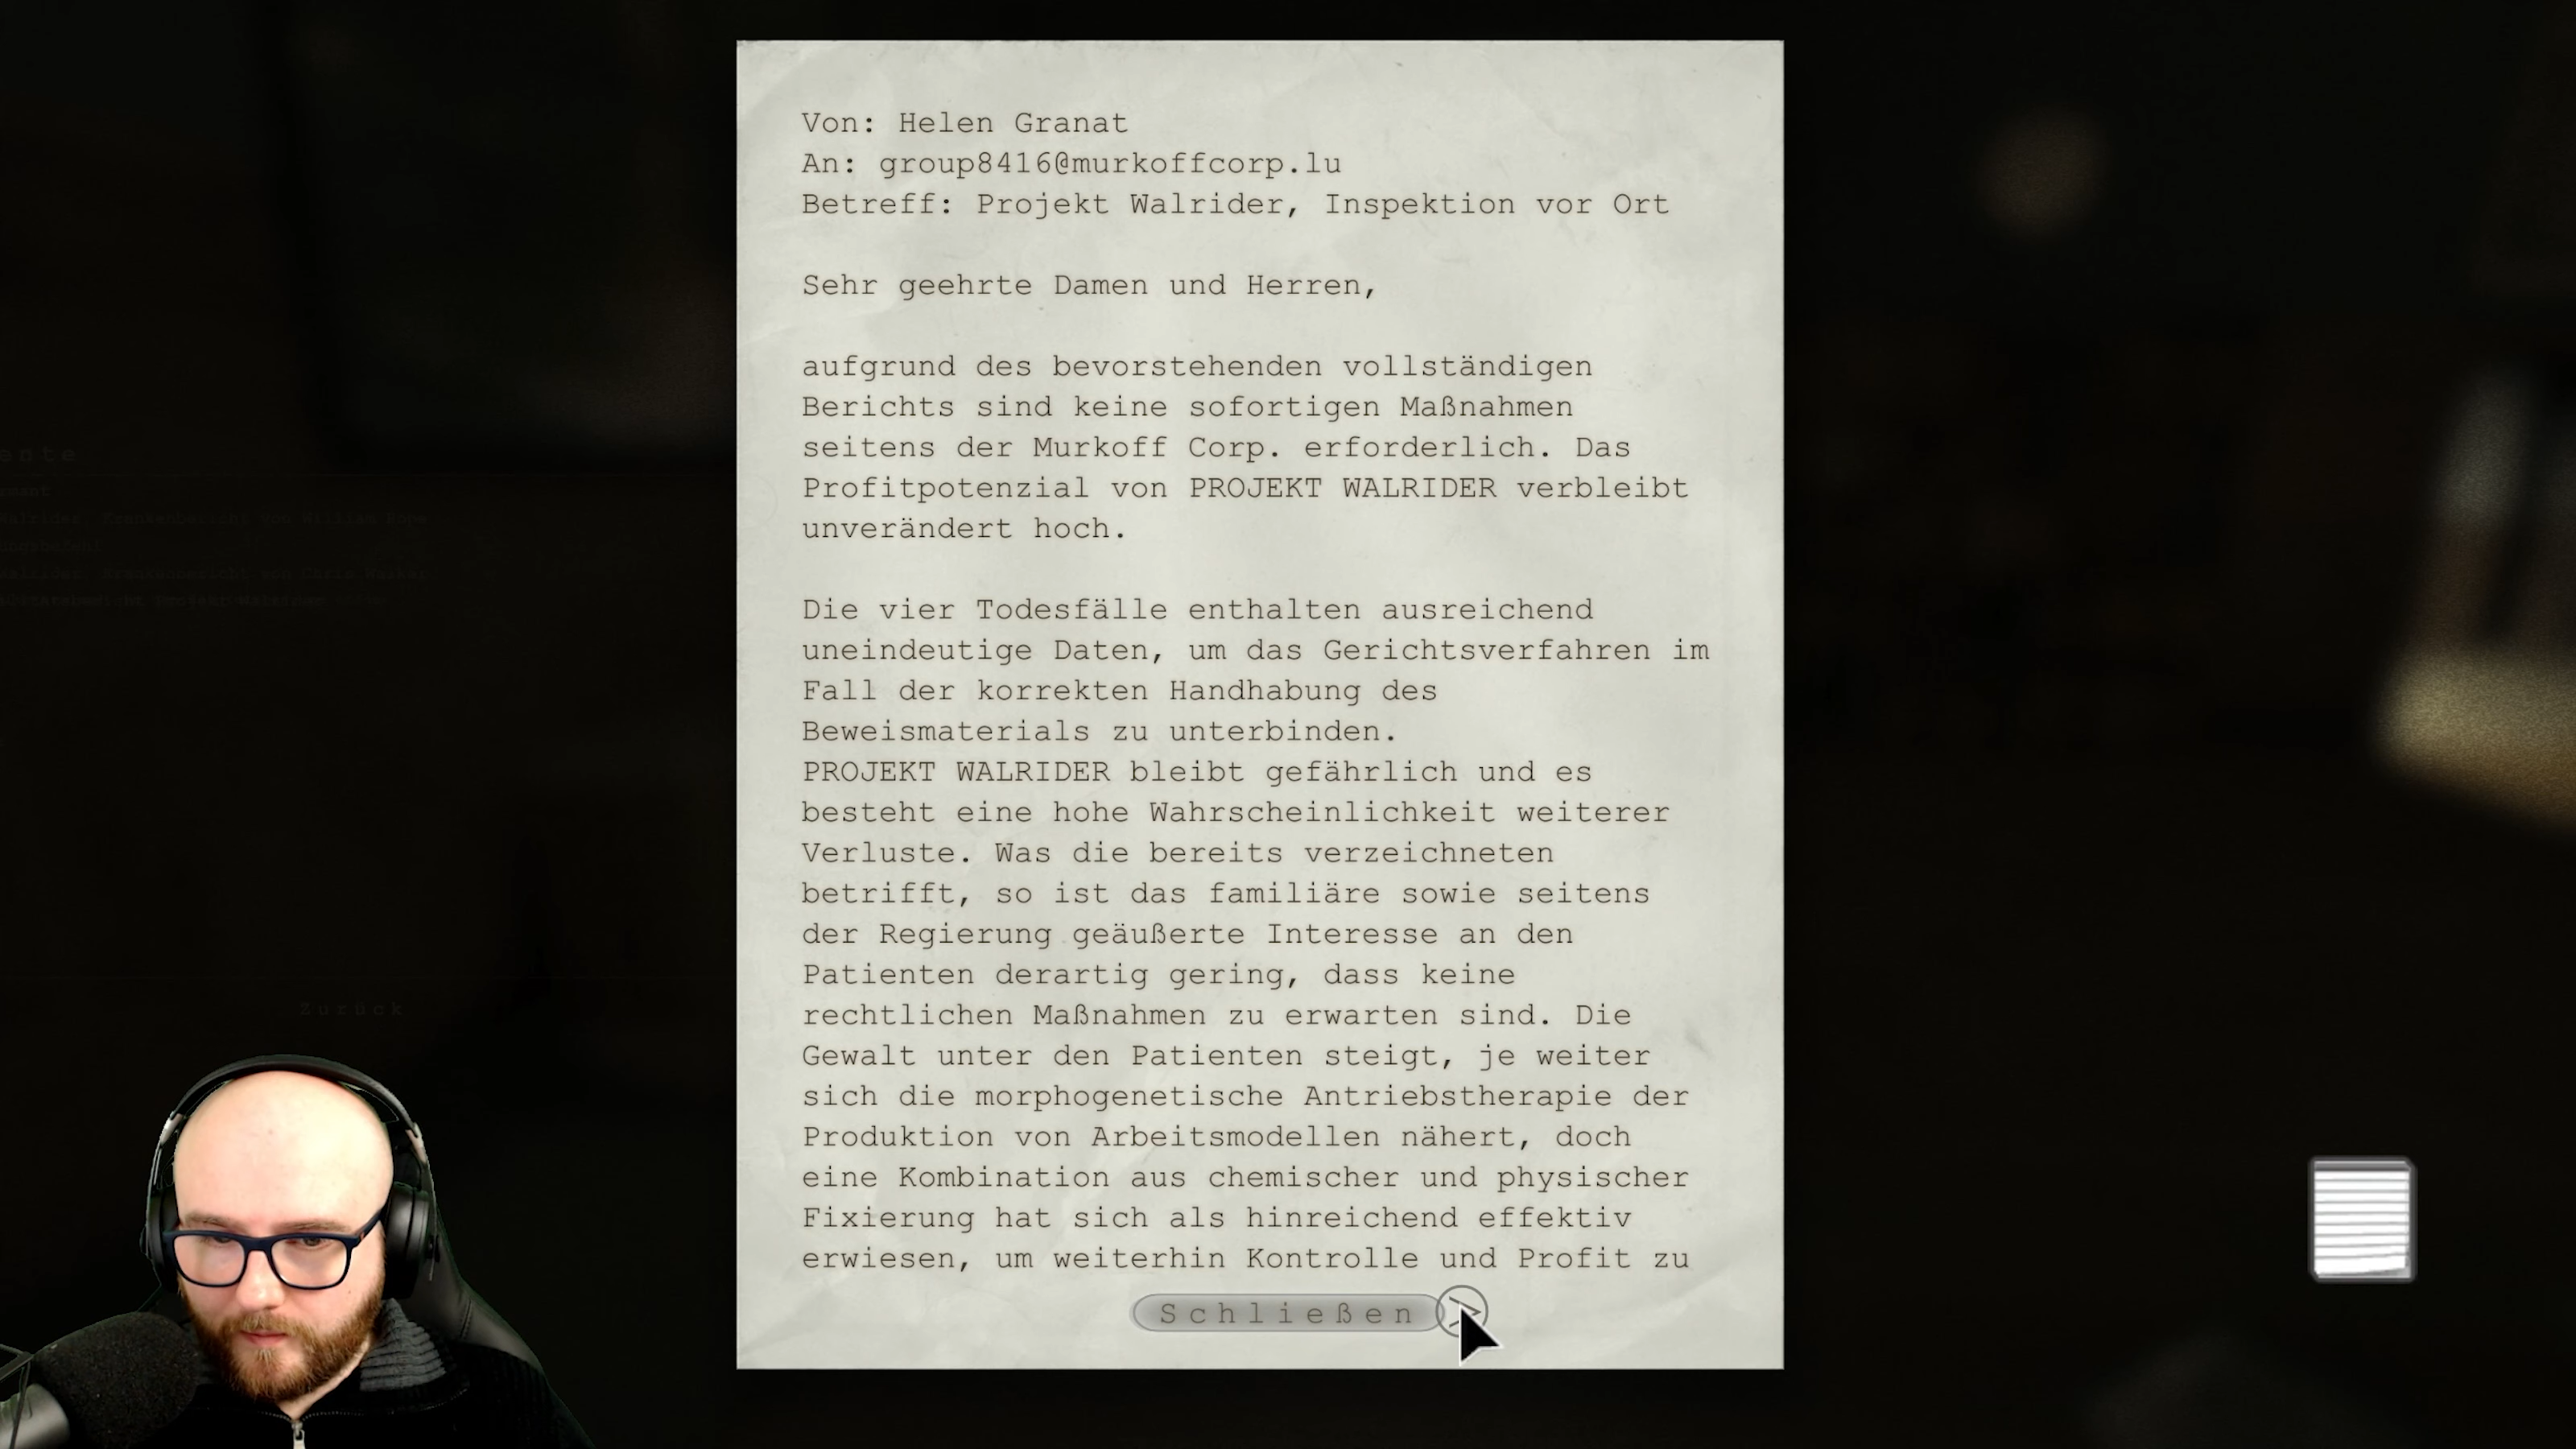 Von: Helen Granat
An: group8416@murkoffcorp.lu
Betreff: Projekt Walrider, Inspektion vor Ort
Sehr geehrte Damen und Herren,
aufgrund des bevorstehenden vollständigen
Berichts sind keine sofortigen Maßnahmen
seitens der Murkoff Corp. erforderlich. Das
Profitpotenzial von PROJEKT WALRIDER verbleibt
unverändert hoch.
Die vier Todesfälle enthalten ausreichend
uneindeutige Daten, um das Gerichtsverfahren im
Fall der korrekten Handhabung des
Beweismaterials zu unterbinden.
PROJEKT WALRIDER bleibt gefährlich und es
besteht eine hohe Wahrscheinlichkeit weiterer
Verluste. Was die bereits verzeichneten
betrifft, so ist das familiäre sowie seitens
der Regierung geäußerte Interesse an den
Patienten derartig gering, dass keine
rechtlichen Maßnahmen zu erwarten sind. Die
Gewalt unter den Patienten steigt, je weiter
sich die morphogenetische Antriebstherapie der
Produktion von Arbeitsmodellen nähert, doch
eine Kombination aus chemischer und physischer
Fixierung hat sich als hinreichend effektiv
erwiesen, um weiterhin Kontrolle und Profit zu
Schließen
ente
Krankenbericht von William Hope
Zurück